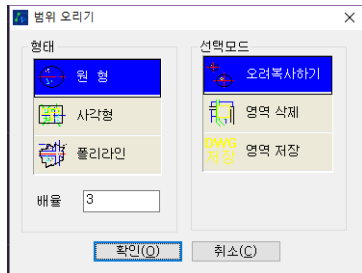 범위 오리기
형태
원 형
사각형
폴리라인
배율 3
선택모드
오려복사하기
영역 삭제
DWG
저장
영역 저장
확인(O)
취소(C)